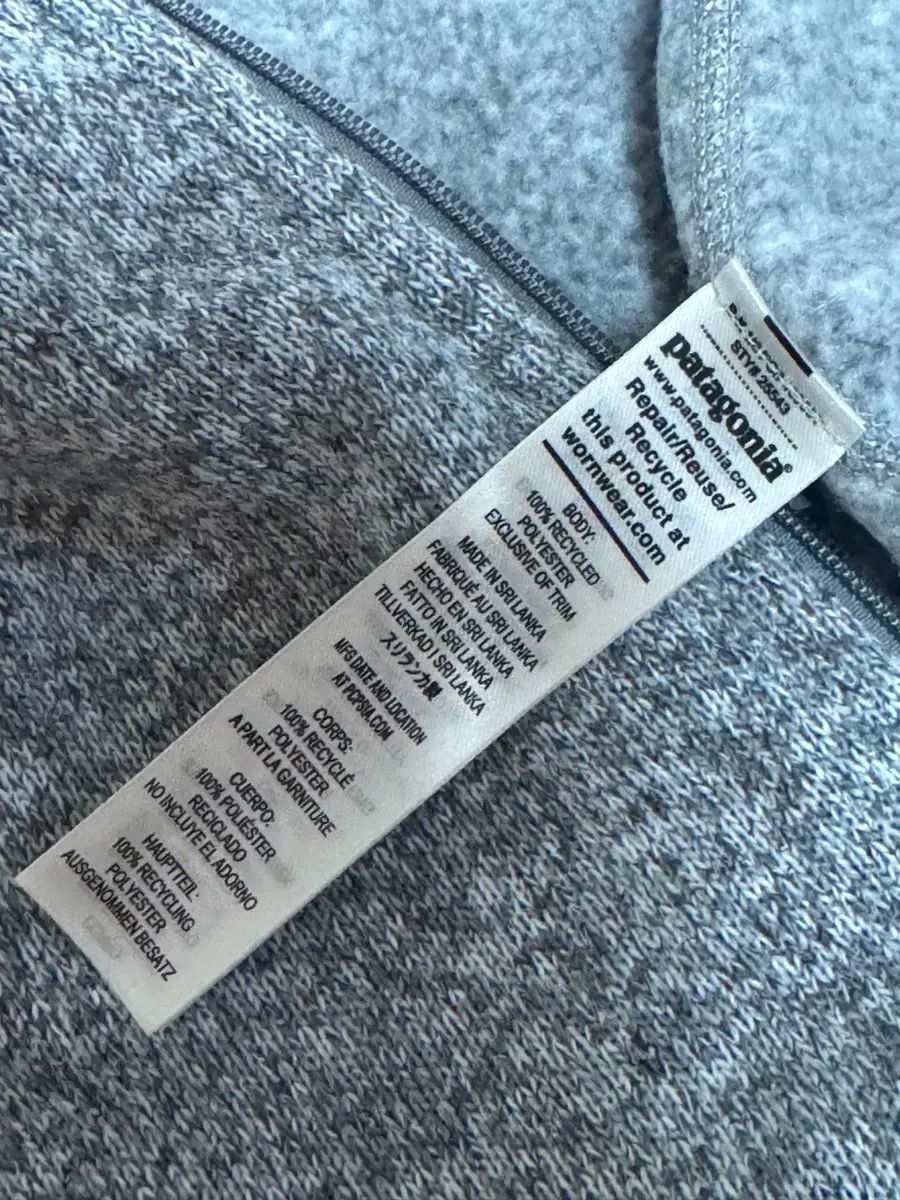 STY# 25543
patagonia®
www.patagonia.com
Repair/Reuse/
Recycle
this product at
wornwear.com
BODY:
100% RECYCLED
POLYESTER
EXCLUSIVE OF TRIM
MADE IN SRI LANKA
FABRIQUÉ AU SRI LANKA
HECHO EN SRI LANKA
FATTO IN SRI LANKA
TILLVERKAD I SRI LANKA
スリランカ製
MFG DATE AND LOCATION
AT PCPSIA.COM
CORPS:
100% RECYCLÉ
POLYESTER
A PART LA GARNITURE
CUERPO:
100% POLIÉSTER
RECICLADO
NO INCLUYE EL ADORNO
HAUPTTEIL:
100% RECYCLING
POLYESTER
AUSGENOMMEN BESATZ